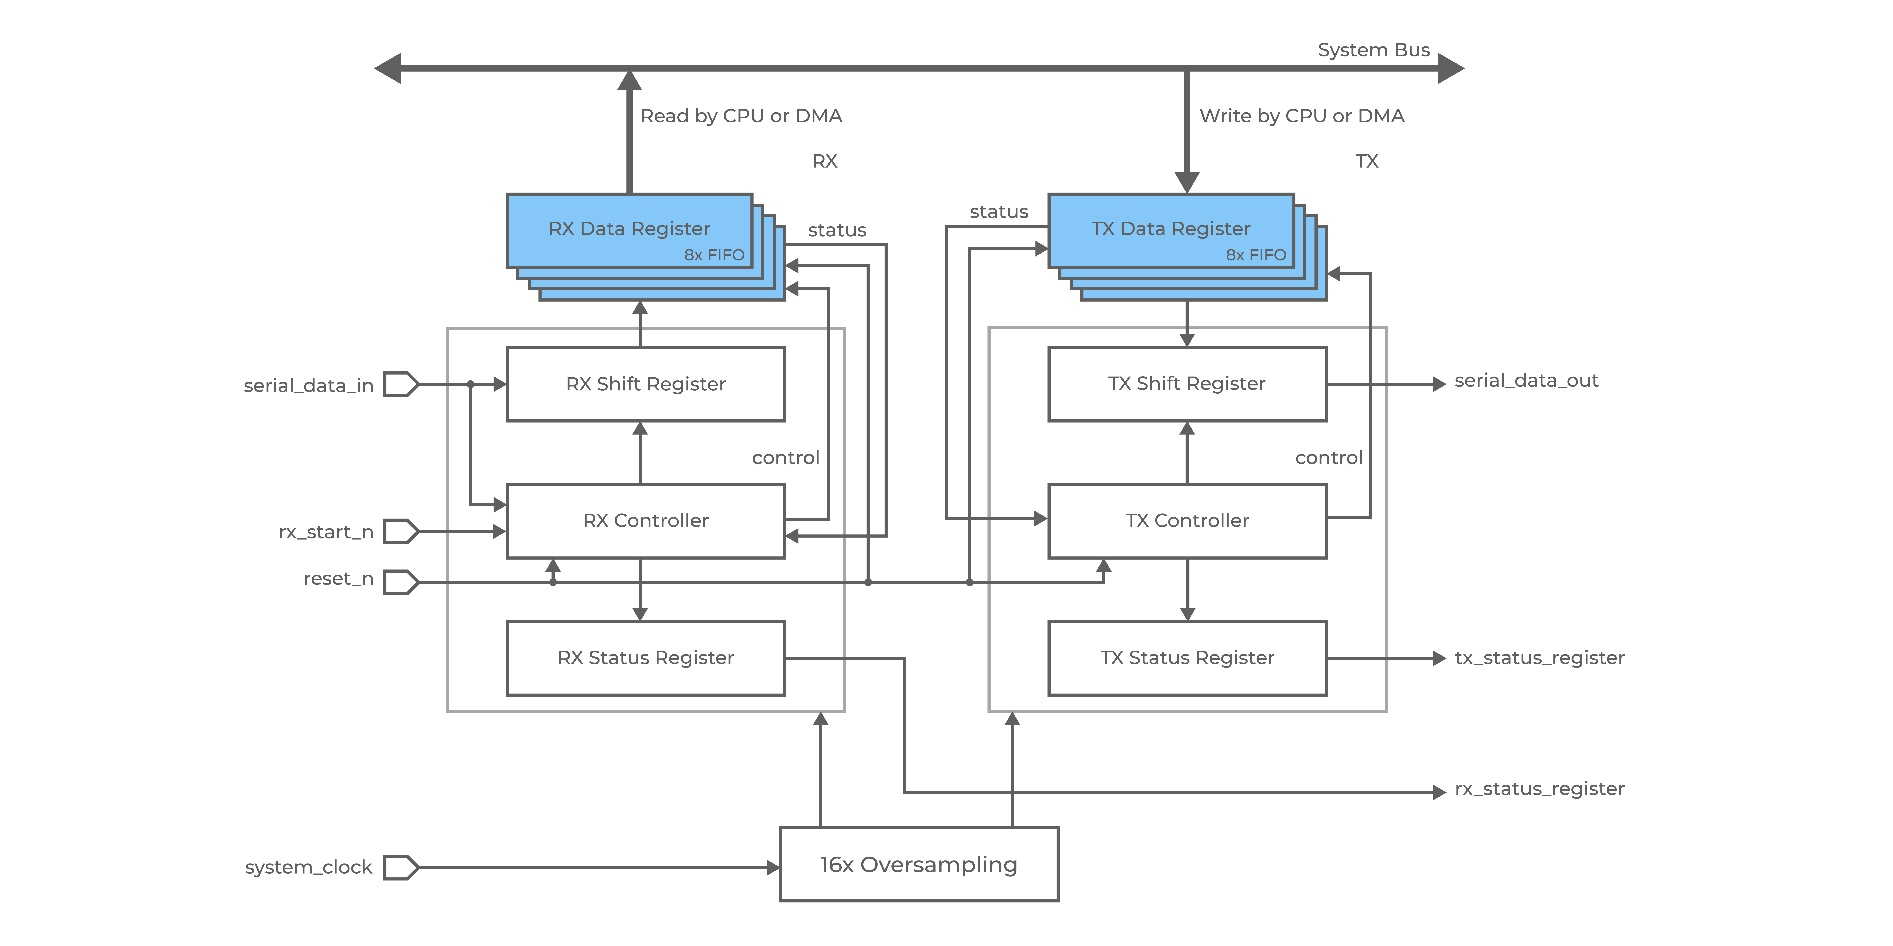 System Bus
Read by CPU or DMA
Write by CPU or DMA
RX
TX
RX Data Register
8x FIFO
status
status
TX Data Register
8x FIFO
serial_data_in
RX Shift Register
TX Shift Register
serial_data_out
control
control
rx_start_n
RX Controller
TX Controller
reset_n
RX Status Register
TX Status Register
tx_status_register
rx_status_register
system_clock
16x Oversampling